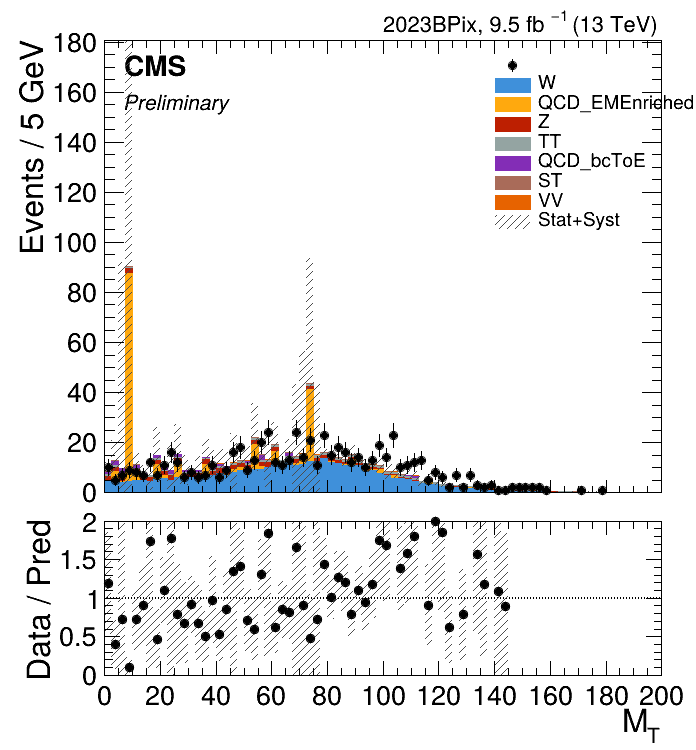 2023BPix, 9.5 fb⁻¹ (13 TeV)
CMS
Preliminary
Events / 5 GeV
180
160
140
120
100
80
60
40
20
0
W
QCD_EMEnriched
Z
TT
QCD_bcToE
ST
VV
Stat+Syst
Data / Pred
2
1.5
1
0.5
0
0 20 40 60 80 100 120 140 160 180 200
M_T